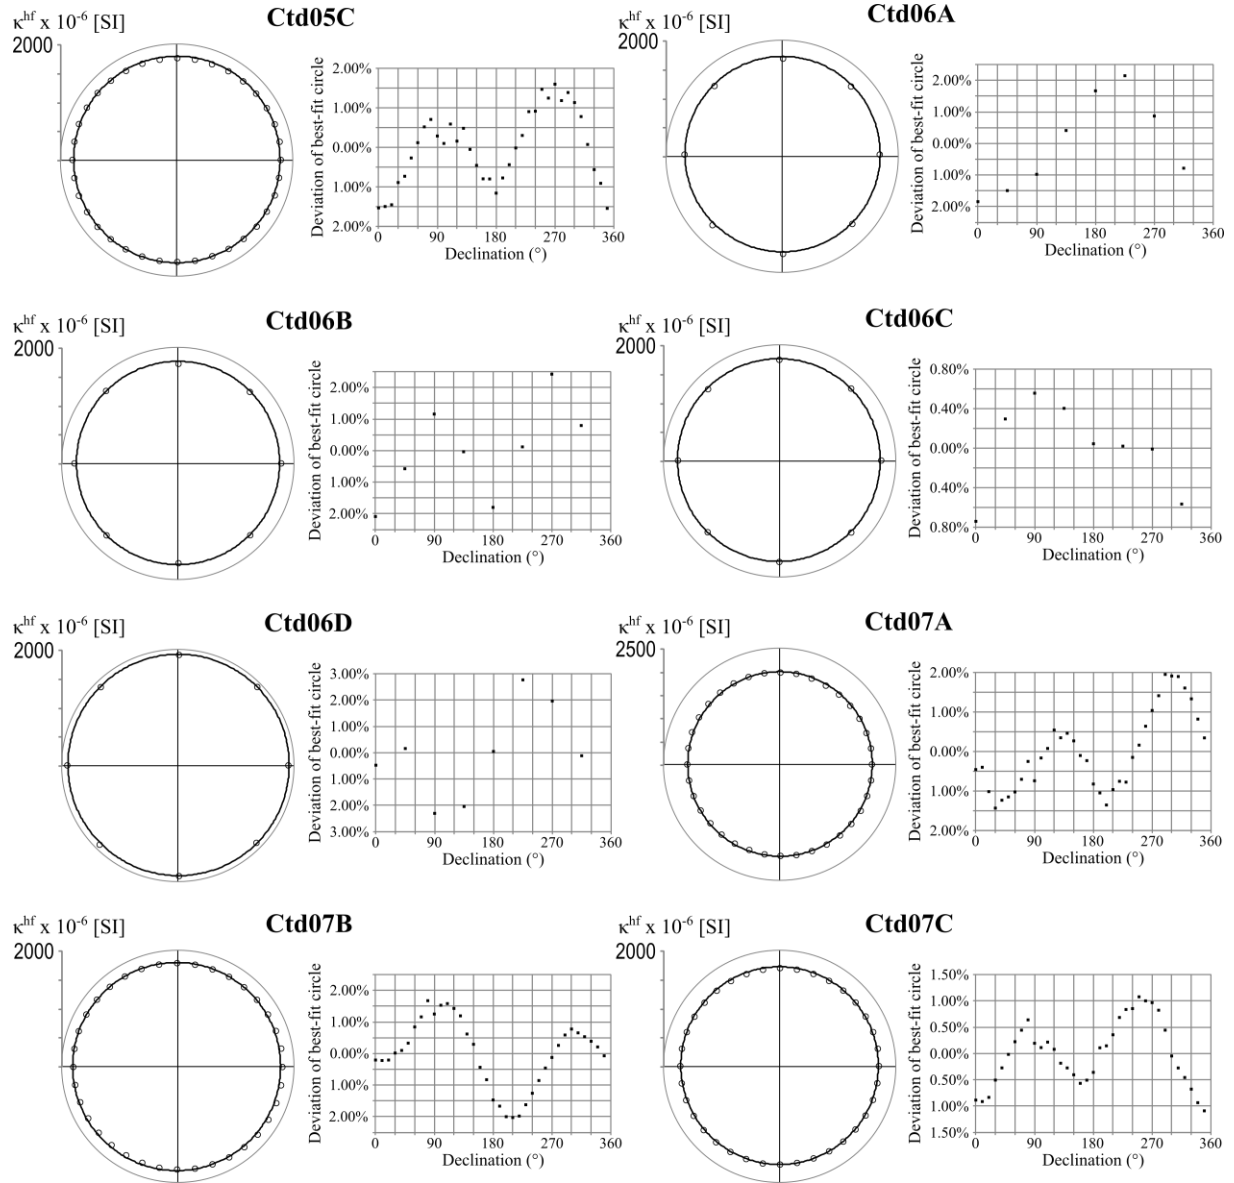 Ctd05C
κhf x 10-6 [SI]
2000
Deviation of best-fit circle
2.00%
1.00%
0.00%
1.00%
2.00%
0 90 180 270 360
Declination (°)
Ctd06A
κhf x 10-6 [SI]
2000
Deviation of best-fit circle
2.00%
1.00%
0.00%
1.00%
2.00%
0 90 180 270 360
Declination (°)
Ctd06B
κhf x 10-6 [SI]
2000
Deviation of best-fit circle
2.00%
1.00%
0.00%
1.00%
2.00%
0 90 180 270 360
Declination (°)
Ctd06C
κhf x 10-6 [SI]
2000
Deviation of best-fit circle
0.80%
0.40%
0.00%
0.40%
0.80%
0 90 180 270 360
Declination (°)
Ctd06D
κhf x 10-6 [SI]
2000
Deviation of best-fit circle
3.00%
2.00%
1.00%
0.00%
1.00%
2.00%
3.00%
0 90 180 270 360
Declination (°)
Ctd07A
κhf x 10-6 [SI]
2500
Deviation of best-fit circle
2.00%
1.00%
0.00%
1.00%
2.00%
0 90 180 270 360
Declination (°)
Ctd07B
κhf x 10-6 [SI]
2000
Deviation of best-fit circle
2.00%
1.00%
0.00%
1.00%
2.00%
0 90 180 270 360
Declination (°)
Ctd07C
κhf x 10-6 [SI]
2000
Deviation of best-fit circle
1.50%
1.00%
0.50%
0.00%
0.50%
1.00%
1.50%
0 90 180 270 360
Declination (°)